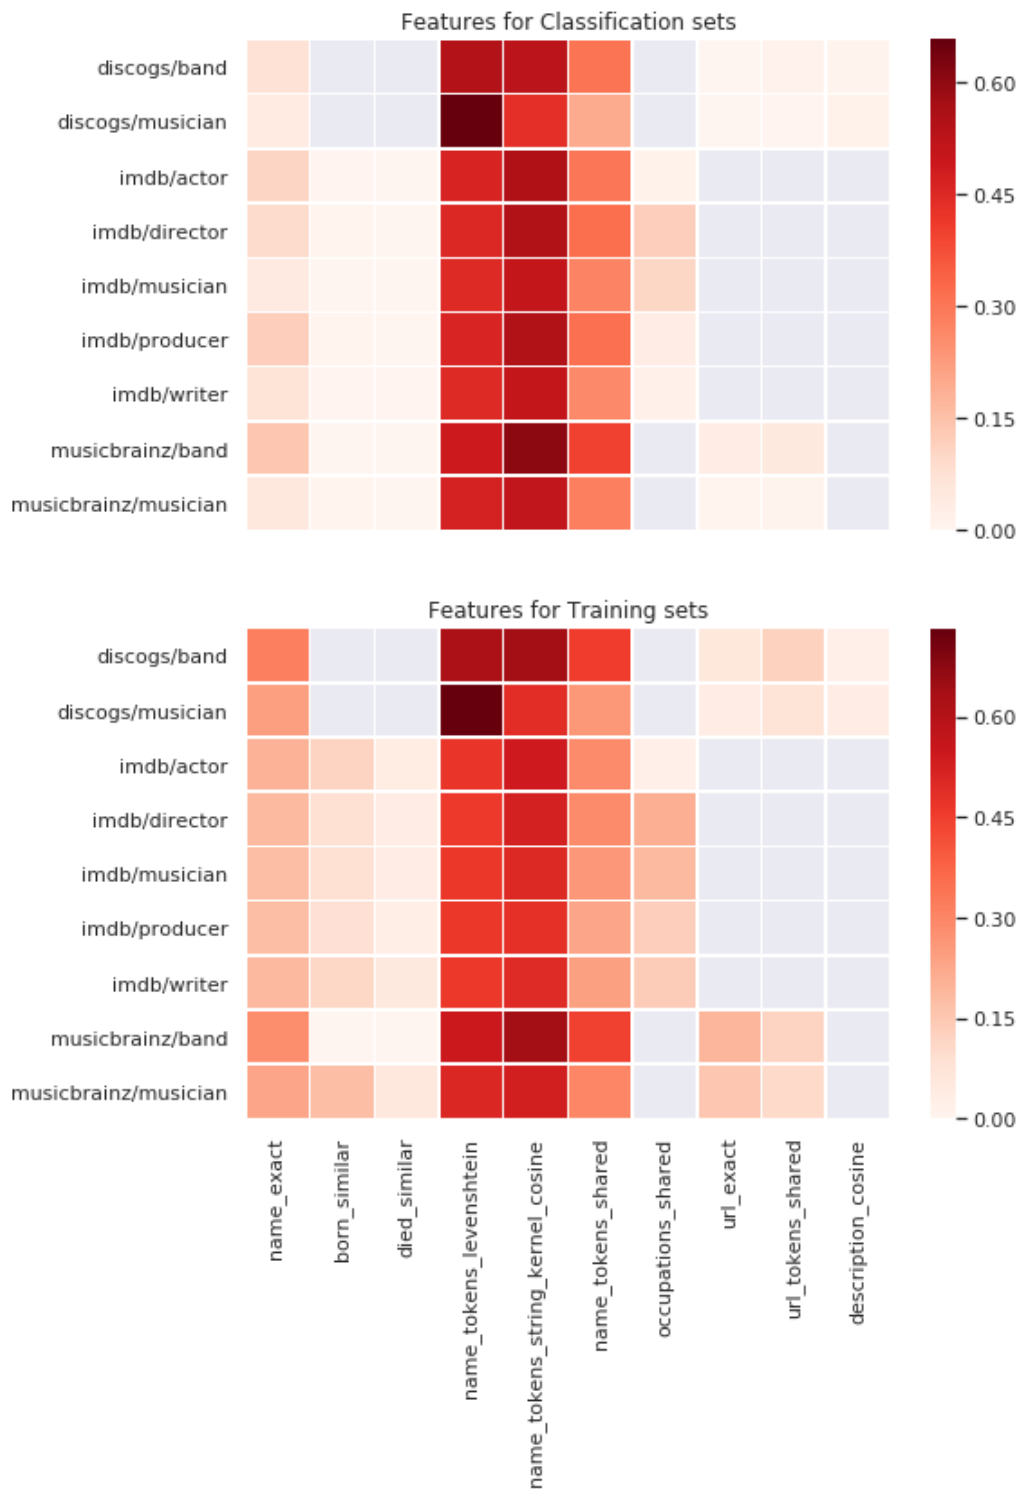 Features for Classification sets
discogs/band
discogs/musician
imdb/actor
imdb/director
imdb/musician
imdb/producer
imdb/writer
musicbrainz/band
musicbrainz/musician
0.60
0.45
0.30
0.15
0.00
Features for Training sets
discogs/band
discogs/musician
imdb/actor
imdb/director
imdb/musician
imdb/producer
imdb/writer
musicbrainz/band
musicbrainz/musician
0.60
0.45
0.30
0.15
0.00
name_exact
born_similar
died_similar
name_tokens_levenshtein
name_tokens_string_kernel_cosine
name_tokens_shared
occupations_shared
url_exact
url_tokens_shared
description_cosine